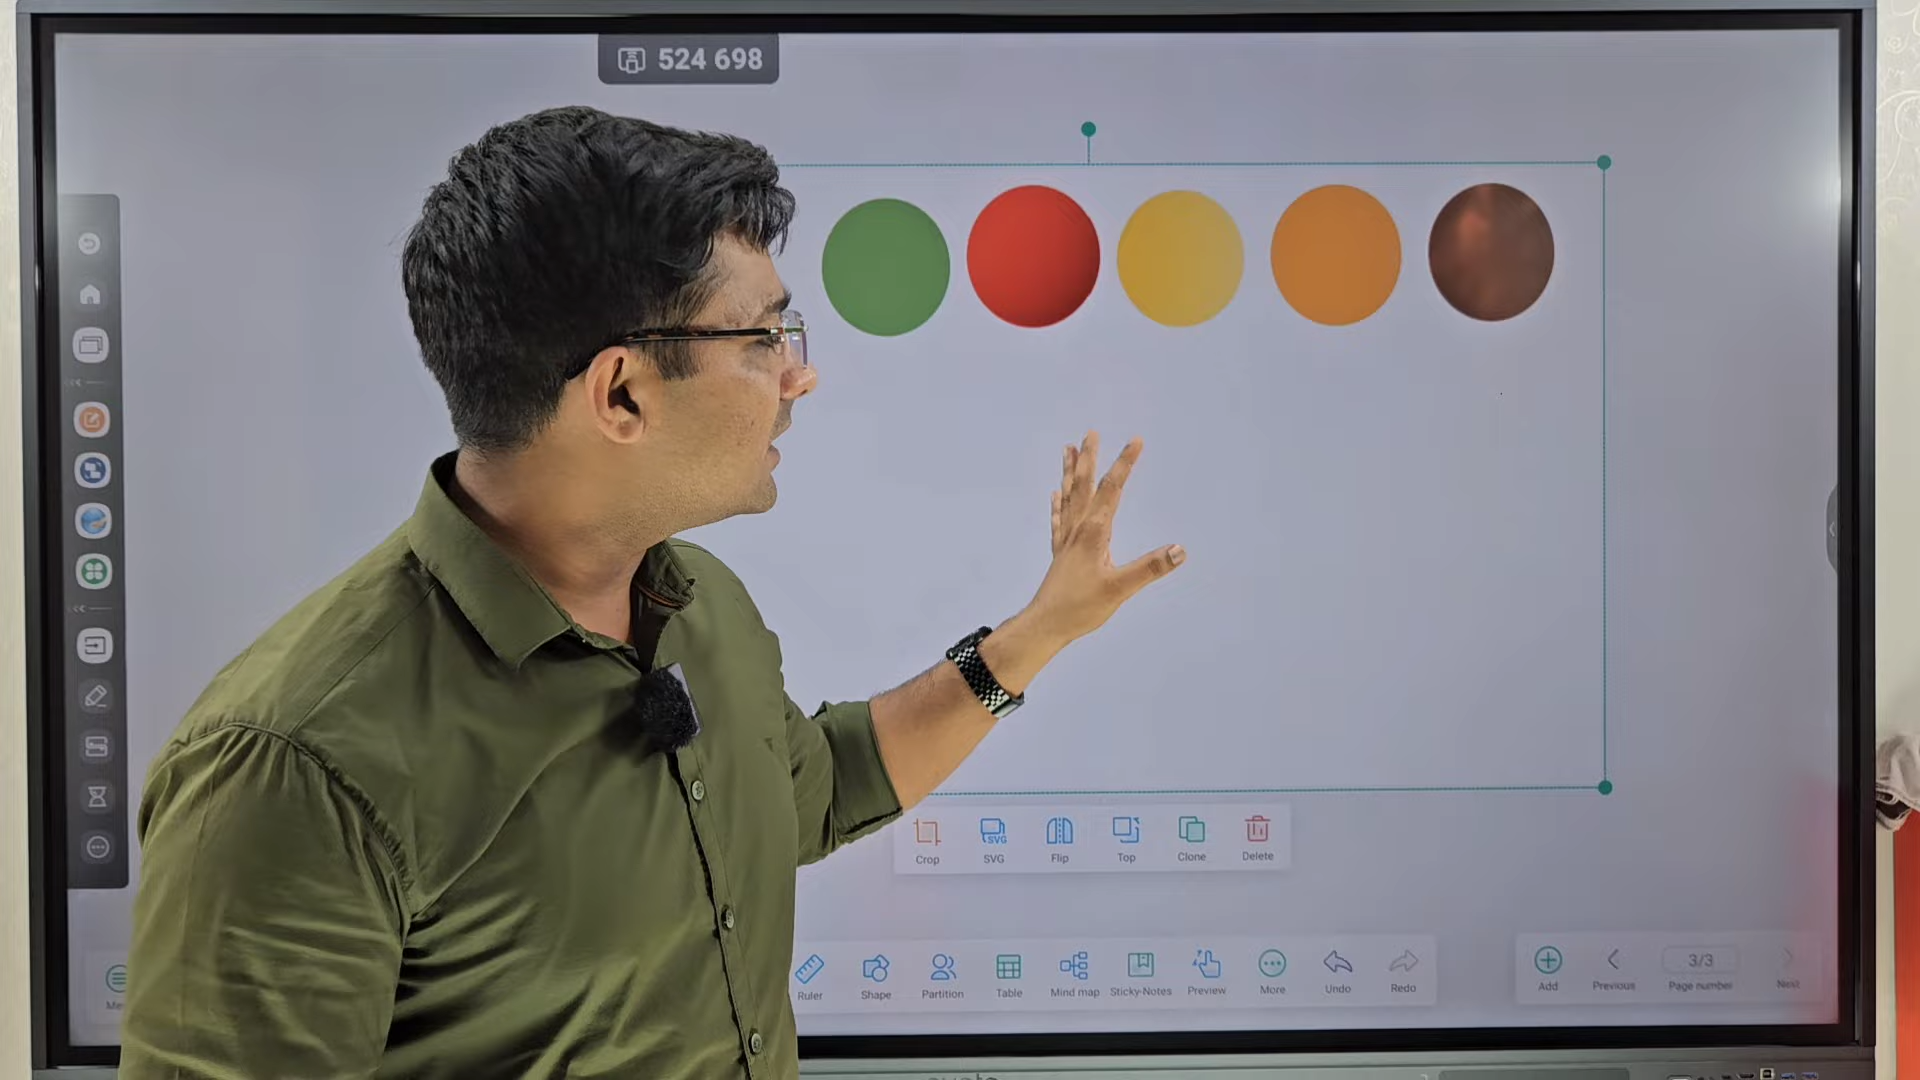 524 698
SVG
Crop
SVG
Flip
Top
Clone
Delete
Ruler
Shape
Partition
Table
Mind map
Sticky-Notes
Preview
More
Undo
Redo
Add
Previous
3/3
Page number
Next